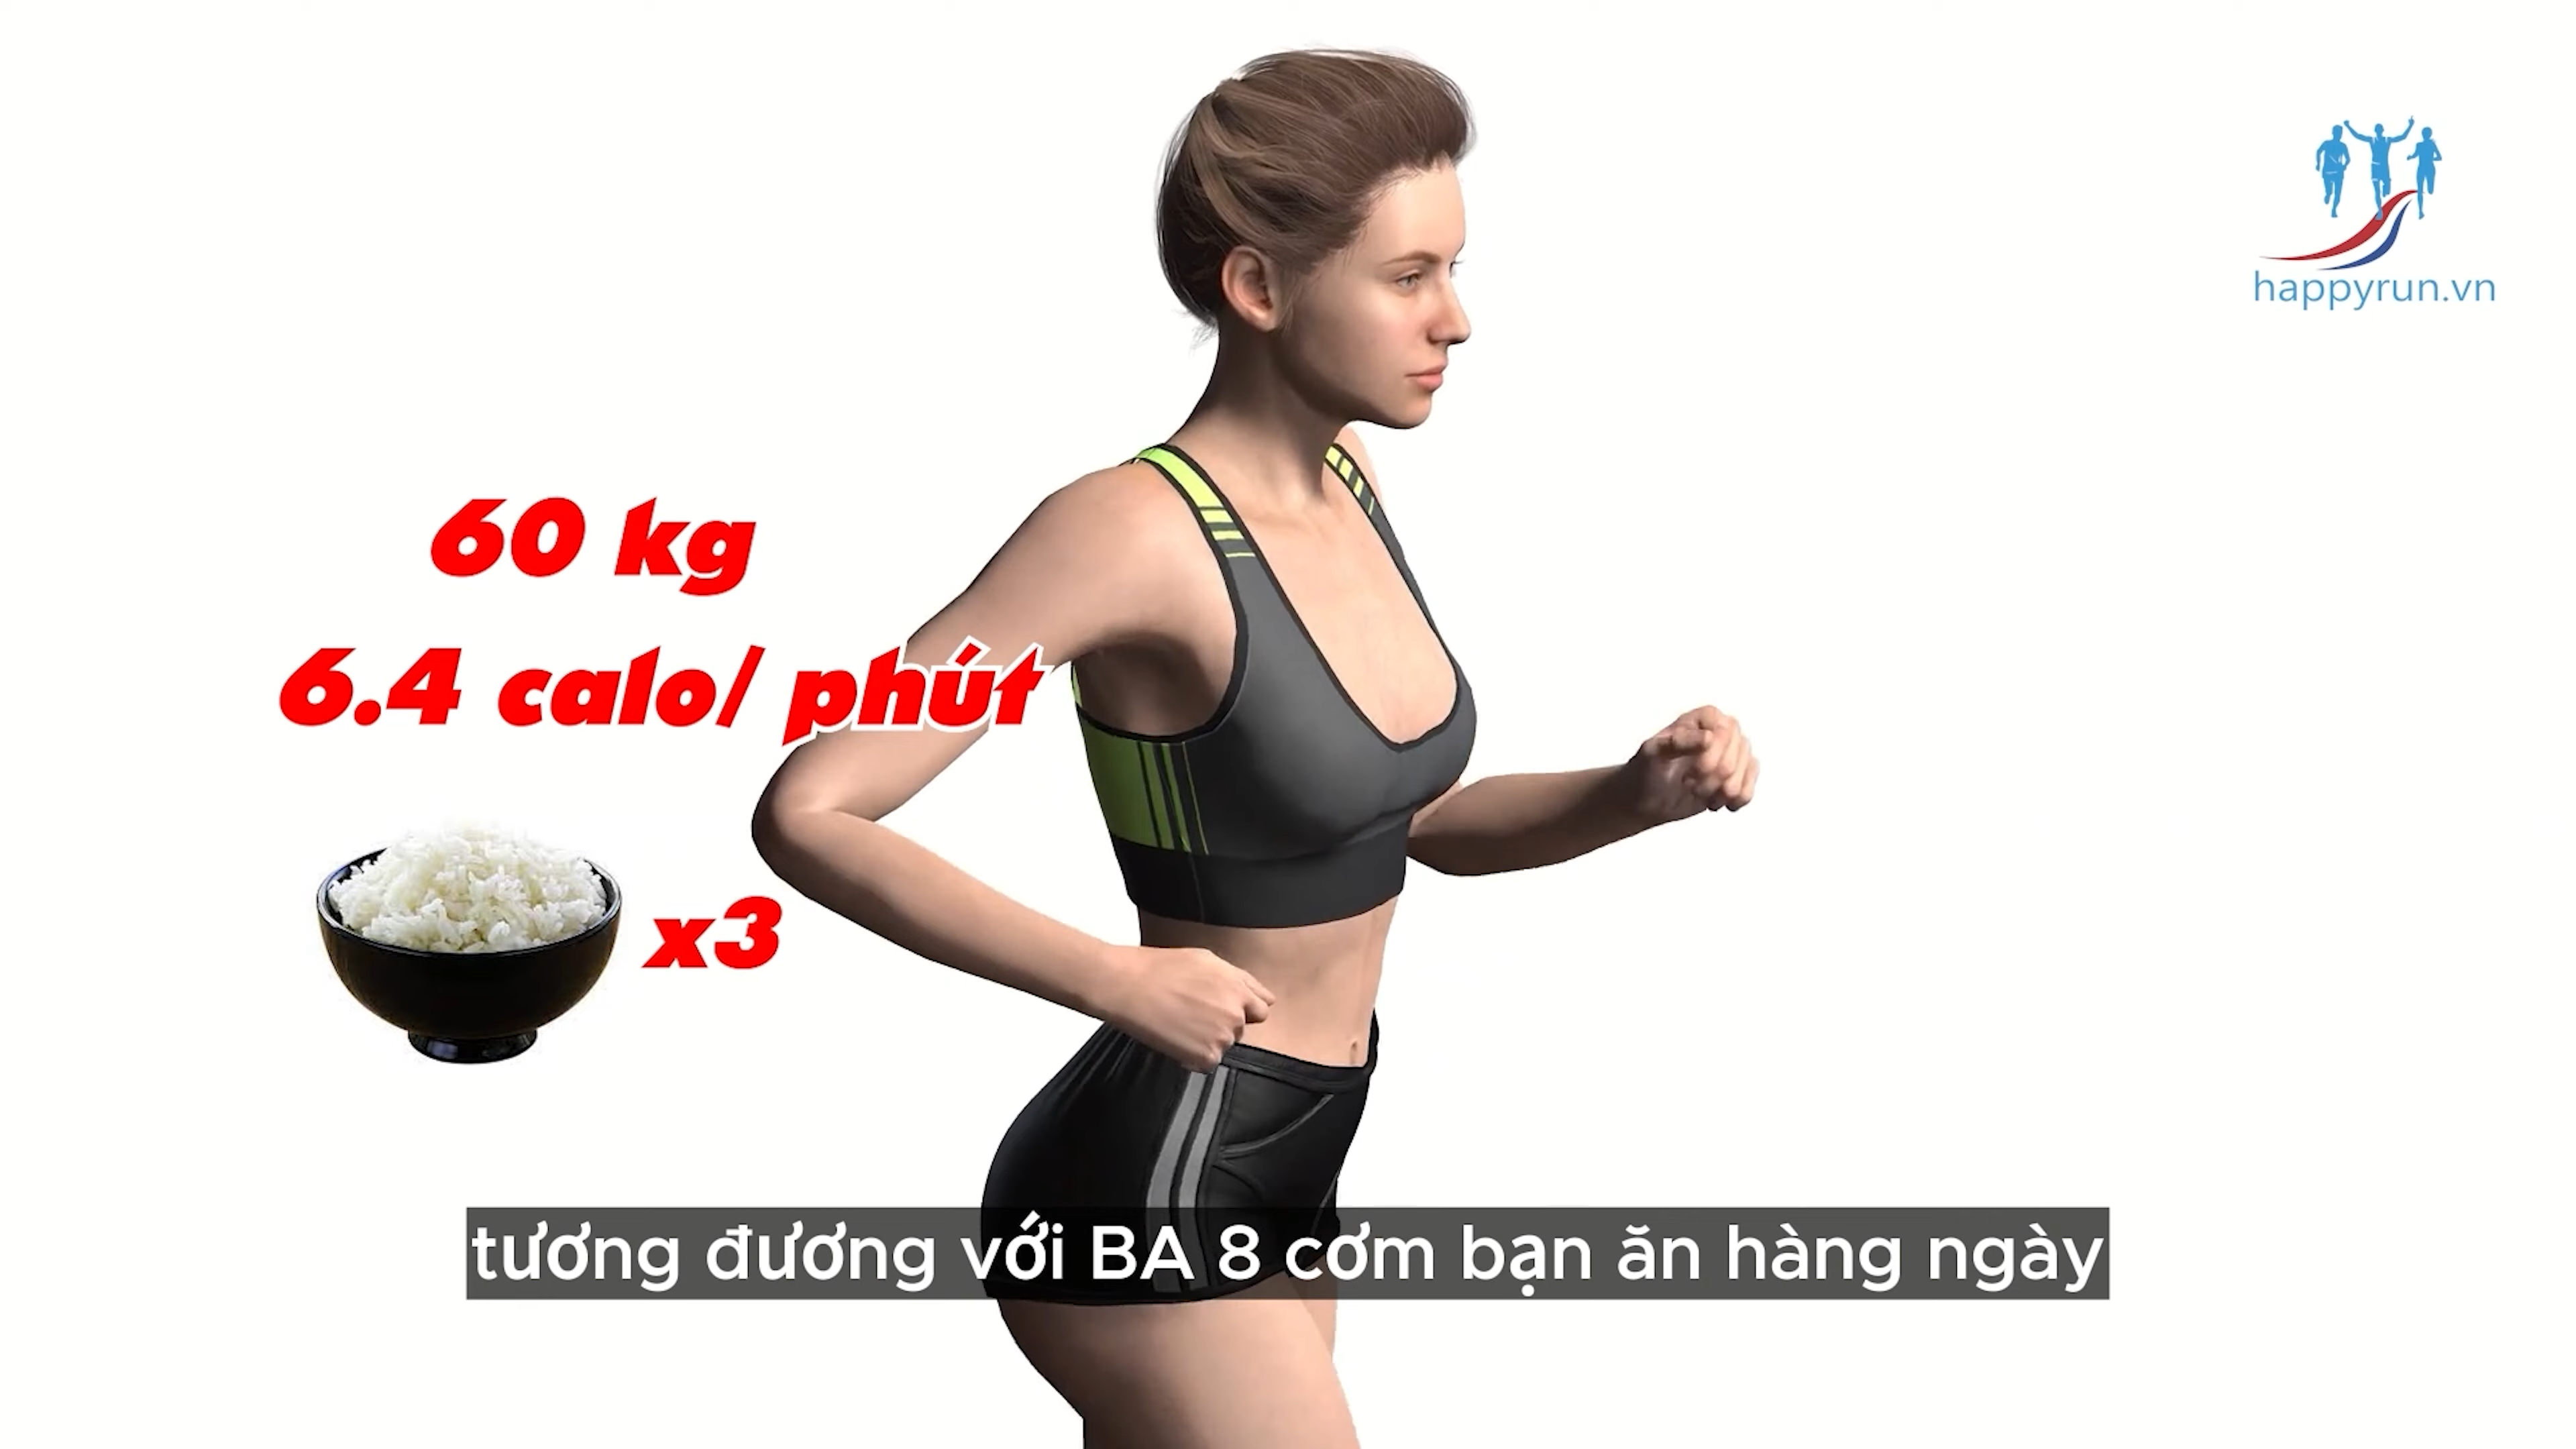 happyrun.vn
60 kg
6.4 calo/ phút
x3
tương đương với BA 8 cơm bạn ăn hàng ngày